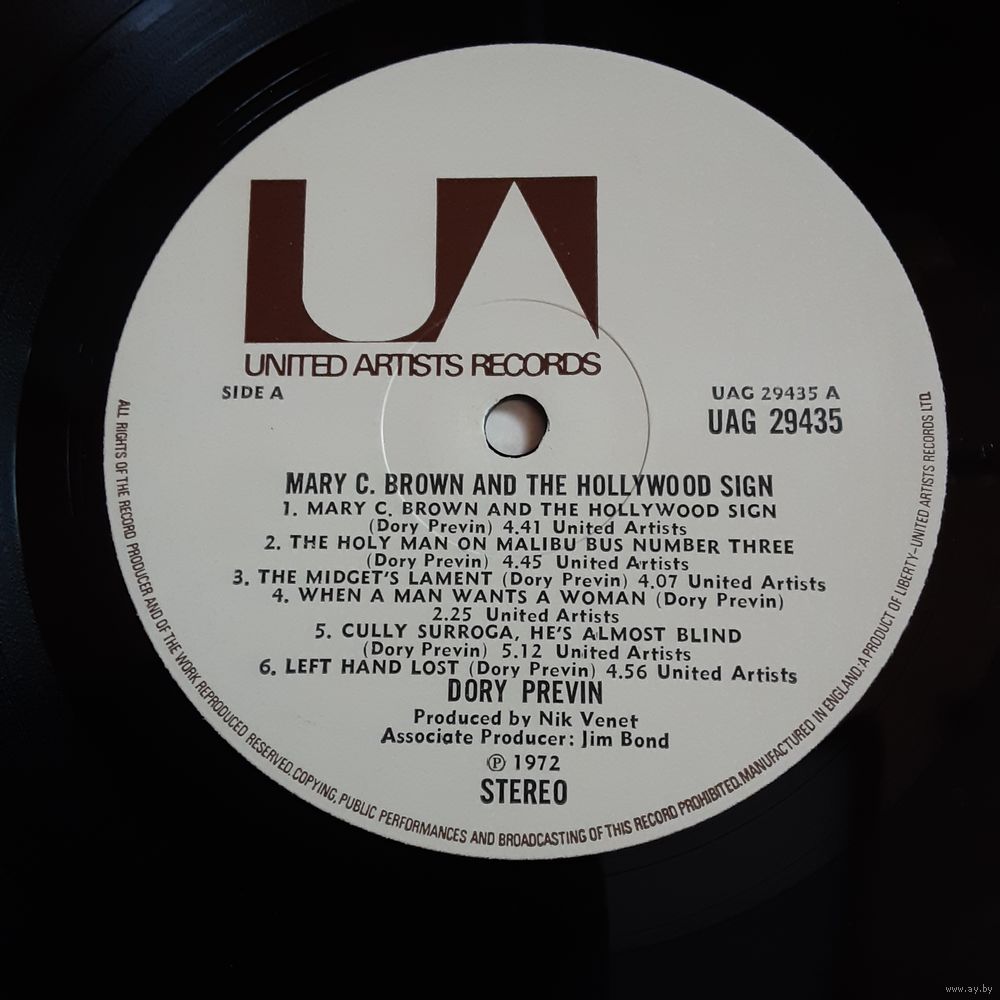 UA
UNITED ARTISTS RECORDS
SIDE A
UAG 29435 A
UAG 29435
MARY C. BROWN AND THE HOLLYWOOD SIGN
1. MARY C. BROWN AND THE HOLLYWOOD SIGN
(Dory Previn) 4.41 United Artists
2. THE HOLY MAN ON MALIBU BUS NUMBER THREE
(Dory Previn) 4.45 United Artists
3. THE MIDGET'S LAMENT (Dory Previn) 4.07 United Artists
4. WHEN A MAN WANTS A WOMAN (Dory Previn)
2.25 United Artists
5. CULLY SURROGA, HE'S ALMOST BLIND
(Dory Previn) 5.12 United Artists
6. LEFT HAND LOST (Dory Previn) 4.56 United Artists
DORY PREVIN
Produced by Nik Venet
Associate Producer: Jim Bond
℗ 1972
STEREO
ALL RIGHTS OF THE RECORD PRODUCER AND OF THE WORK REPRODUCED RESERVED. COPYING, PUBLIC PERFORMANCES AND BROADCASTING OF THIS RECORD PROHIBITED. MANUFACTURED IN ENGLAND: A PRODUCT OF LIBERTY-UNITED ARTISTS RECORDS LTD.
www.ay.by